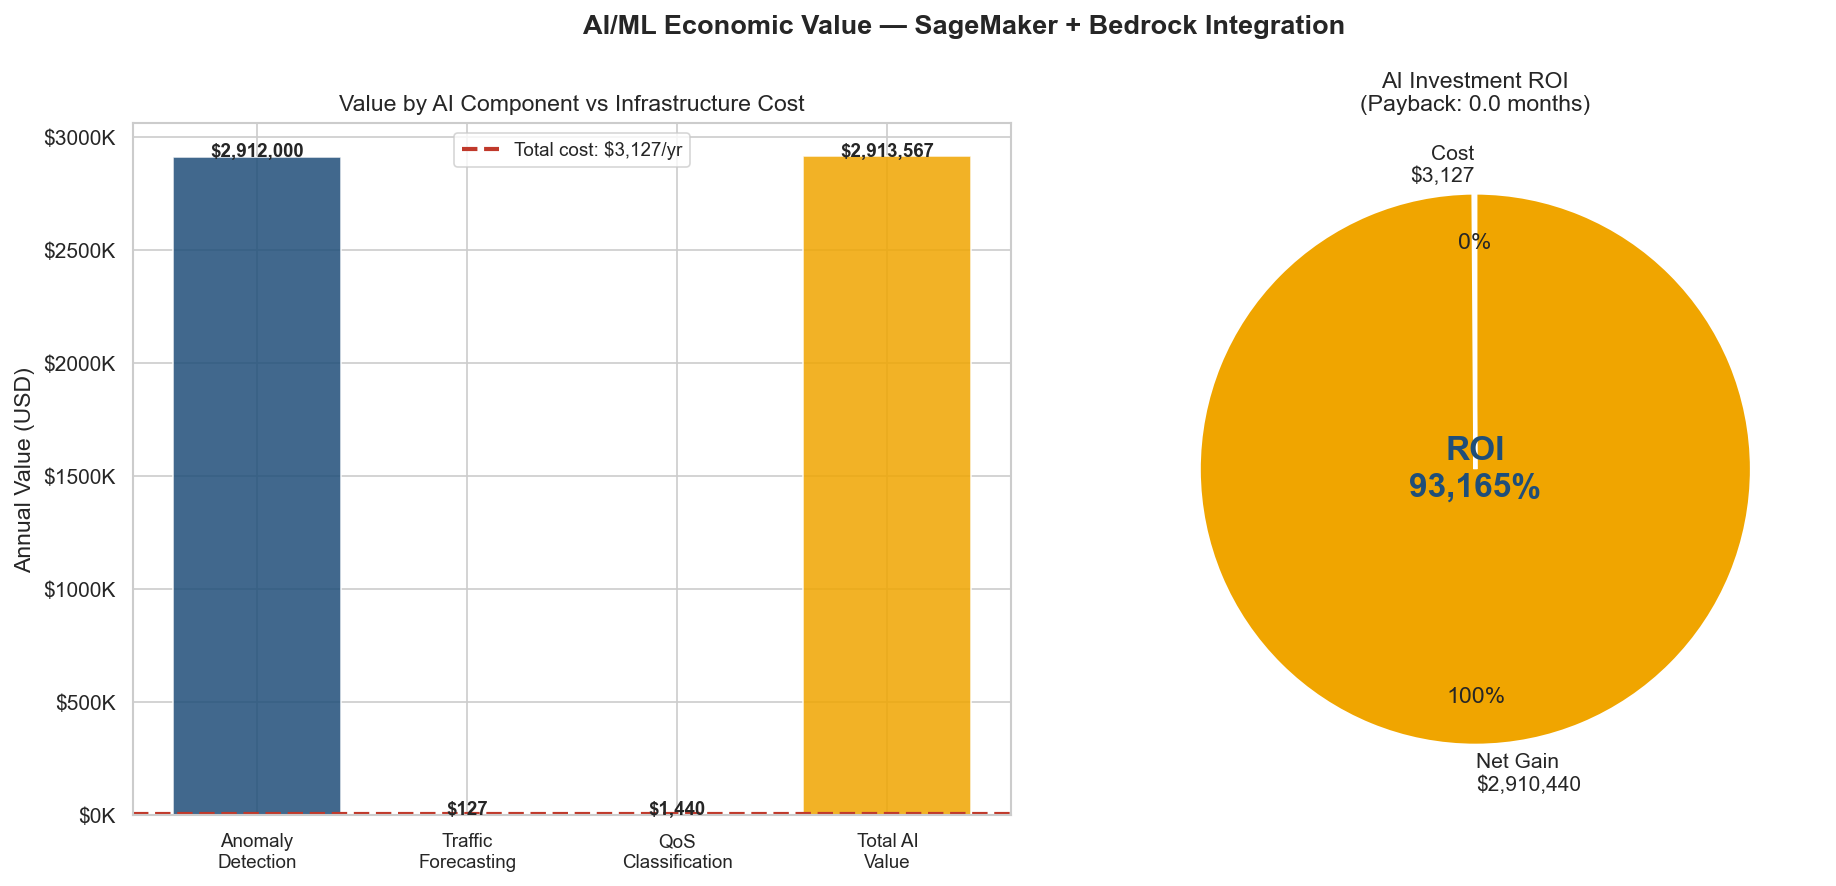 AI/ML Economic Value — SageMaker + Bedrock Integration
Value by AI Component vs Infrastructure Cost
Annual Value (USD)
$3000K
$2500K
$2000K
$1500K
$1000K
$500K
$0K
Total cost: $3,127/yr
$2,912,000
$127
$1,440
$2,913,567
Anomaly
Detection
Traffic
Forecasting
QoS
Classification
Total AI
Value
AI Investment ROI
(Payback: 0.0 months)
Cost
$3,127
0%
ROI
93,165%
100%
Net Gain
$2,910,440